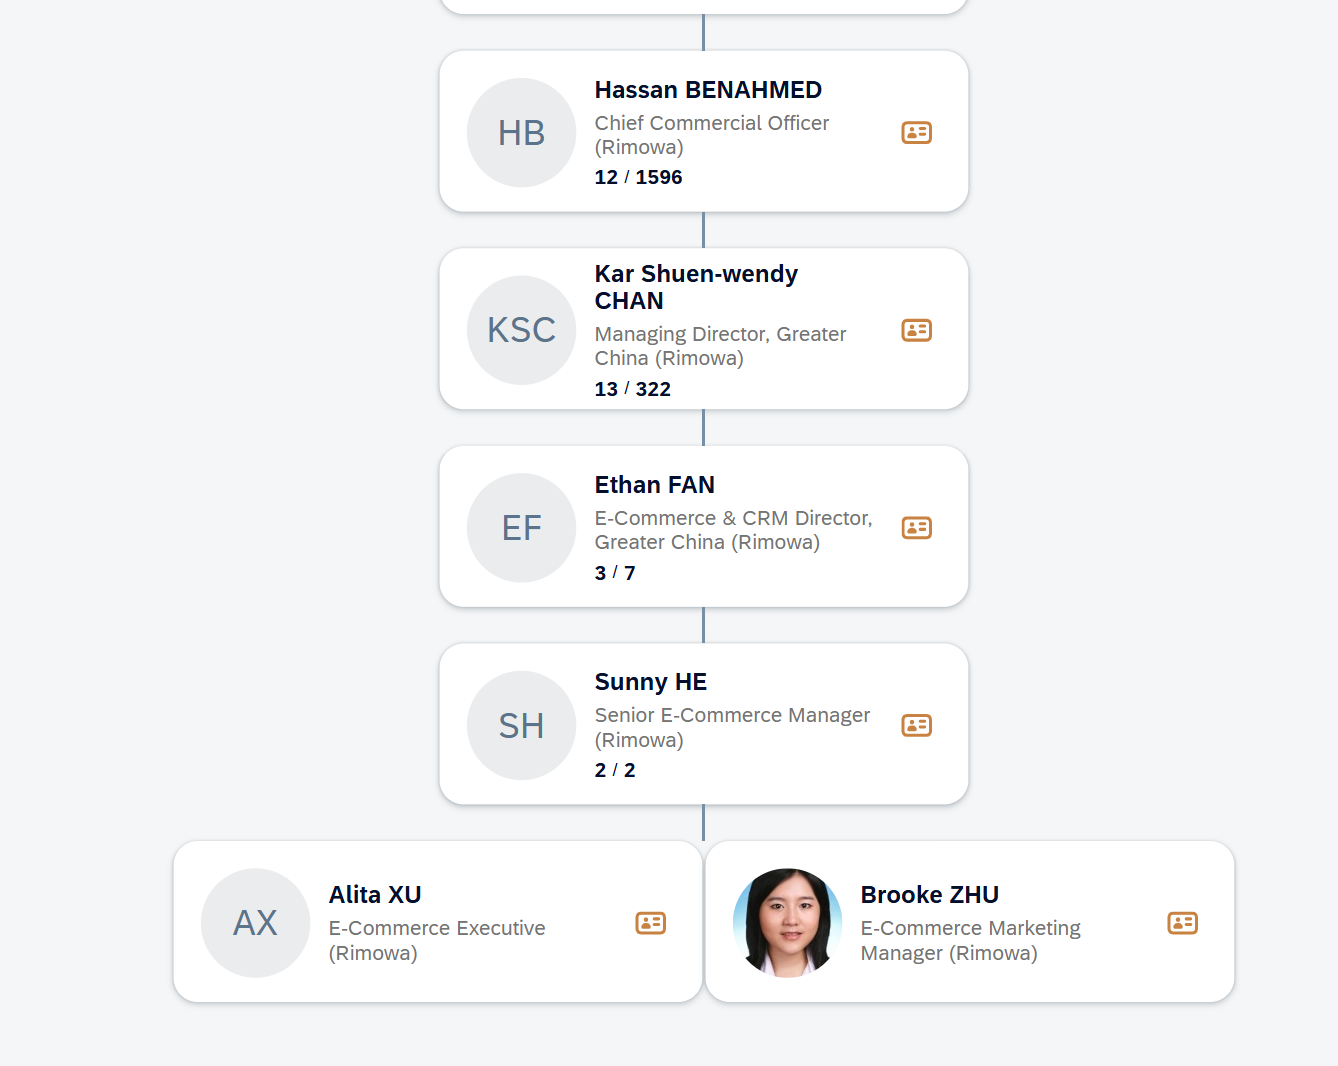 HB
Hassan BENAHMED
Chief Commercial Officer
(Rimowa)
12 / 1596
KSC
Kar Shuen-wendy
CHAN
Managing Director, Greater
China (Rimowa)
13 / 322
EF
Ethan FAN
E-Commerce & CRM Director,
Greater China (Rimowa)
3 / 7
SH
Sunny HE
Senior E-Commerce Manager
(Rimowa)
2 / 2
AX
Alita XU
E-Commerce Executive
(Rimowa)
Brooke ZHU
E-Commerce Marketing
Manager (Rimowa)